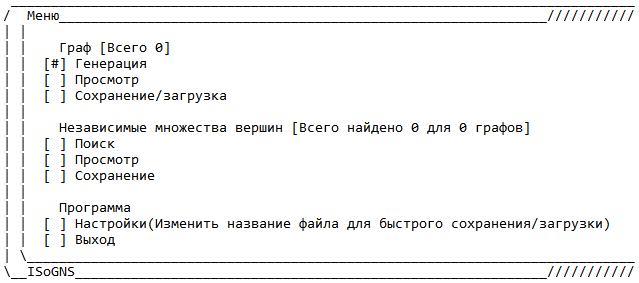 Меню
Граф [Всего 0]
[#] Генерация
[ ] Просмотр
[ ] Сохранение/загрузка
Независимые множества вершин [Всего найдено 0 для 0 графов]
[ ] Поиск
[ ] Просмотр
[ ] Сохранение
Программа
[ ] Настройки(Изменить название файла для быстрого сохранения/загрузки)
[ ] Выход
ISoGNS